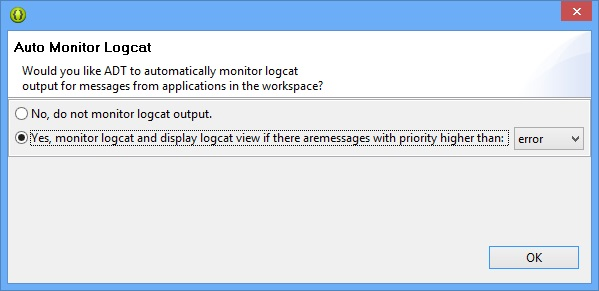 Auto Monitor Logcat
Would you like ADT to automatically monitor logcat
output for messages from applications in the workspace?
No, do not monitor logcat output.
Yes, monitor logcat and display logcat view if there aremessages with priority higher than: error
OK